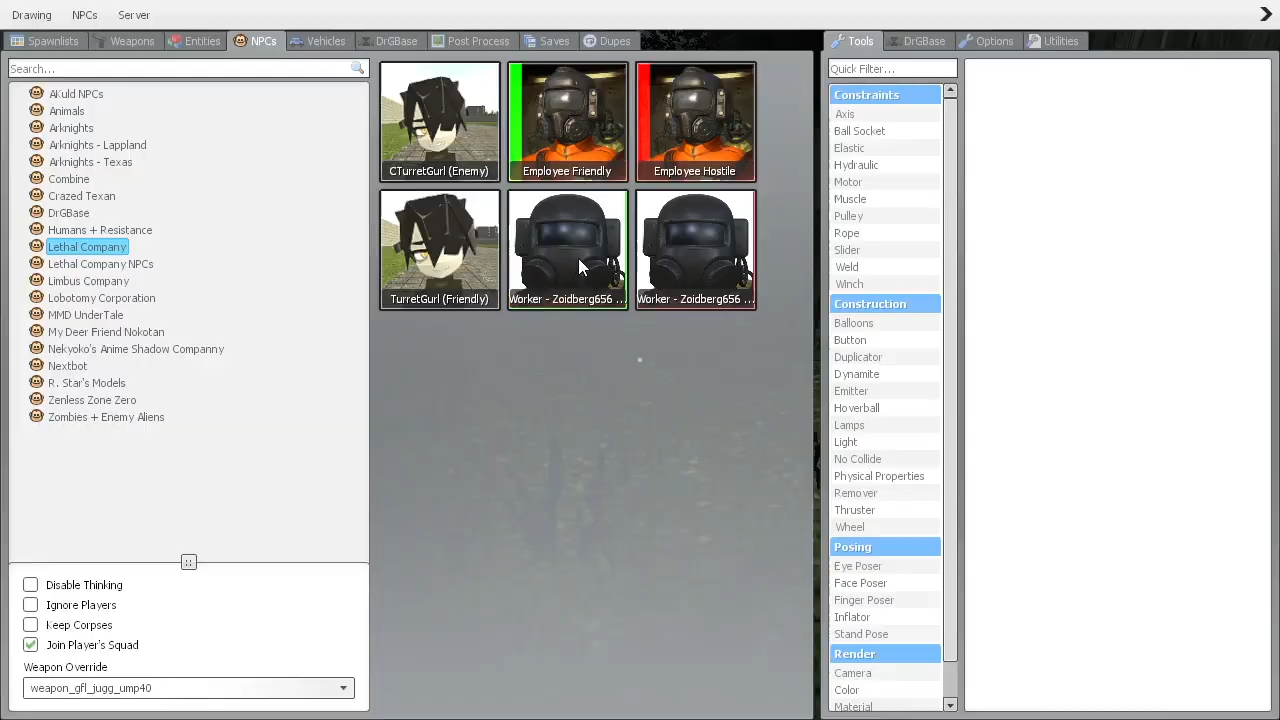 Drawing NPCs Server
Spawnlists Weapons Entities NPCs Vehicles DrGBase Post Process Saves Dupes
Tools DrGBase Options Utilities
Search...
AKuld NPCs
Animals
Arknights
Arknights - Lappland
Arknights - Texas
Combine
Crazed Texan
DrGBase
Humans + Resistance
Lethal Company
Lethal Company NPCs
Limbus Company
Lobotomy Corporation
MMD UnderTale
My Deer Friend Nokotan
Nekyoko's Anime Shadow Companny
Nextbot
R. Star's Models
Zenless Zone Zero
Zombies + Enemy Aliens
Disable Thinking
Ignore Players
Keep Corpses
Join Player's Squad
Weapon Override
weapon_gfl_jugg_ump40
CTurretGurl (Enemy)
Employee Friendly
Employee Hostile
TurretGurl (Friendly)
Worker - Zoidberg656 ...
Worker - Zoidberg656 ...
Quick Filter...
Constraints
Axis
Ball Socket
Elastic
Hydraulic
Motor
Muscle
Pulley
Rope
Slider
Weld
Winch
Construction
Balloons
Button
Duplicator
Dynamite
Emitter
Hoverball
Lamps
Light
No Collide
Physical Properties
Remover
Thruster
Wheel
Posing
Eye Poser
Face Poser
Finger Poser
Inflator
Stand Pose
Render
Camera
Color
Material